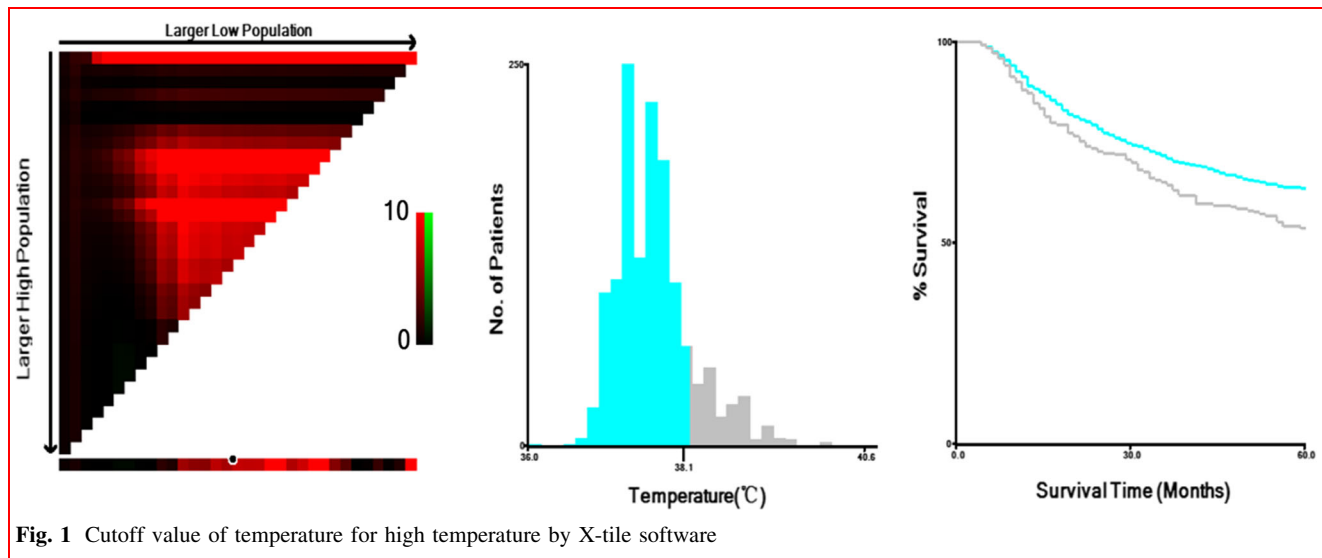 Larger Low Population
Larger High Population
10
0
250
No. of Patients
0
36.0
38.1
40.6
Temperature(℃)
100
% Survival
50
0
0.0
30.0
60.0
Survival Time (Months)
Fig. 1 Cutoff value of temperature for high temperature by X-tile software